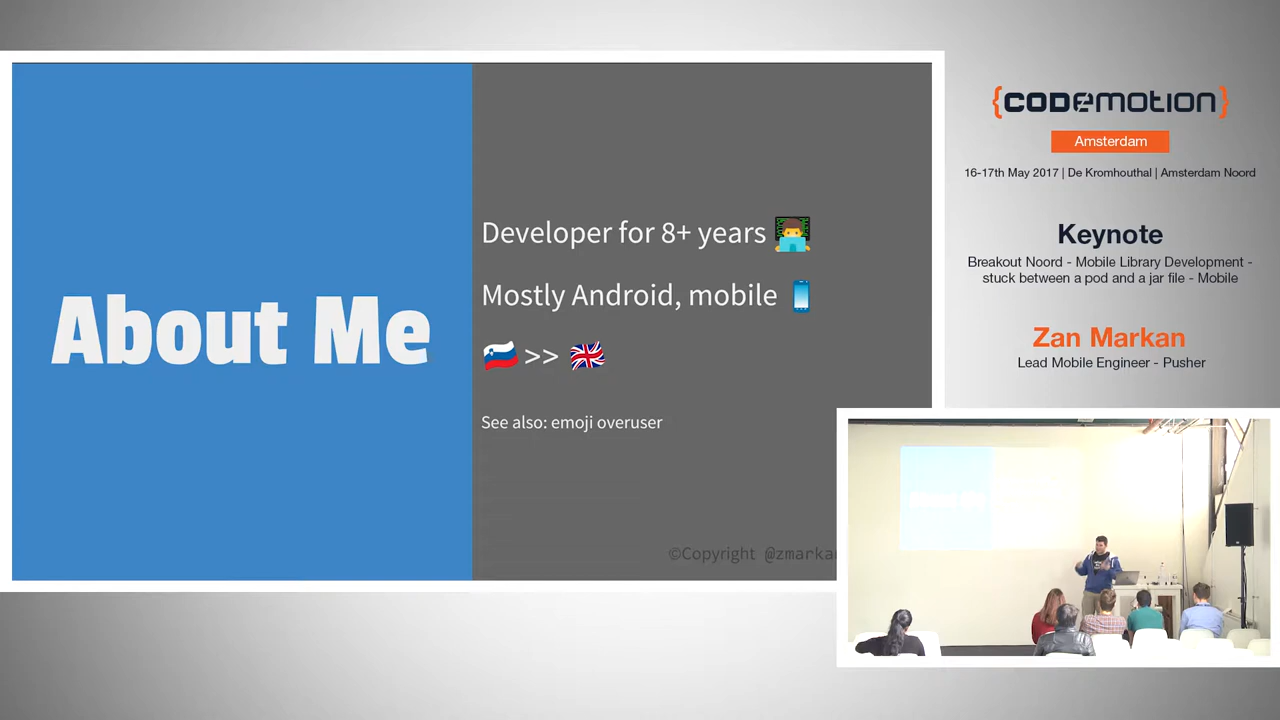 About Me
Developer for 8+ years
Mostly Android, mobile
>>
See also: emoji overuser
©Copyright @zmarka
{CODEMOTION}
Amsterdam
16-17th May 2017 | De Kromhouthal | Amsterdam Noord
Keynote
Breakout Noord - Mobile Library Development -
stuck between a pod and a jar file - Mobile
Zan Markan
Lead Mobile Engineer - Pusher